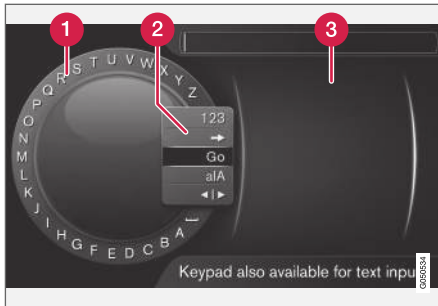 1
2
3
A B C D E F G H I J K L M N O P Q R S T U V W X Y Z
123
→
Go
a|A
◄|►
Keypad also available for text inpu
G050534